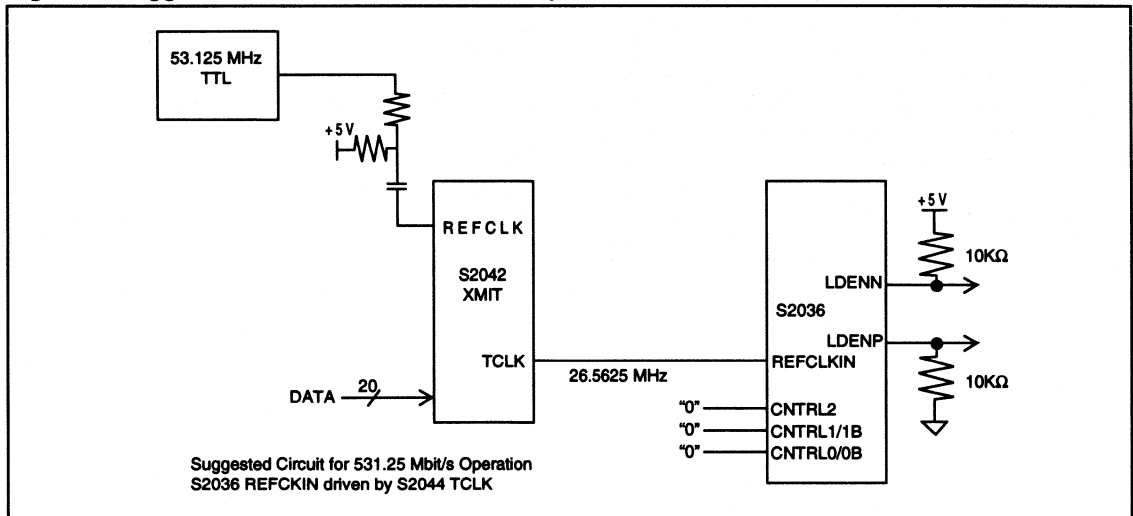 53.125 MHz
TTL
+5V
REFCLK
S2042
XMIT
TCLK
DATA
20
26.5625 MHz
+5V
10KΩ
LDENN
S2036
LDENP
REFCLKIN
10KΩ
"0"
CNTRL2
"0"
CNTRL1/1B
"0"
CNTRL0/0B
Suggested Circuit for 531.25 Mbit/s Operation
S2036 REFCKIN driven by S2044 TCLK